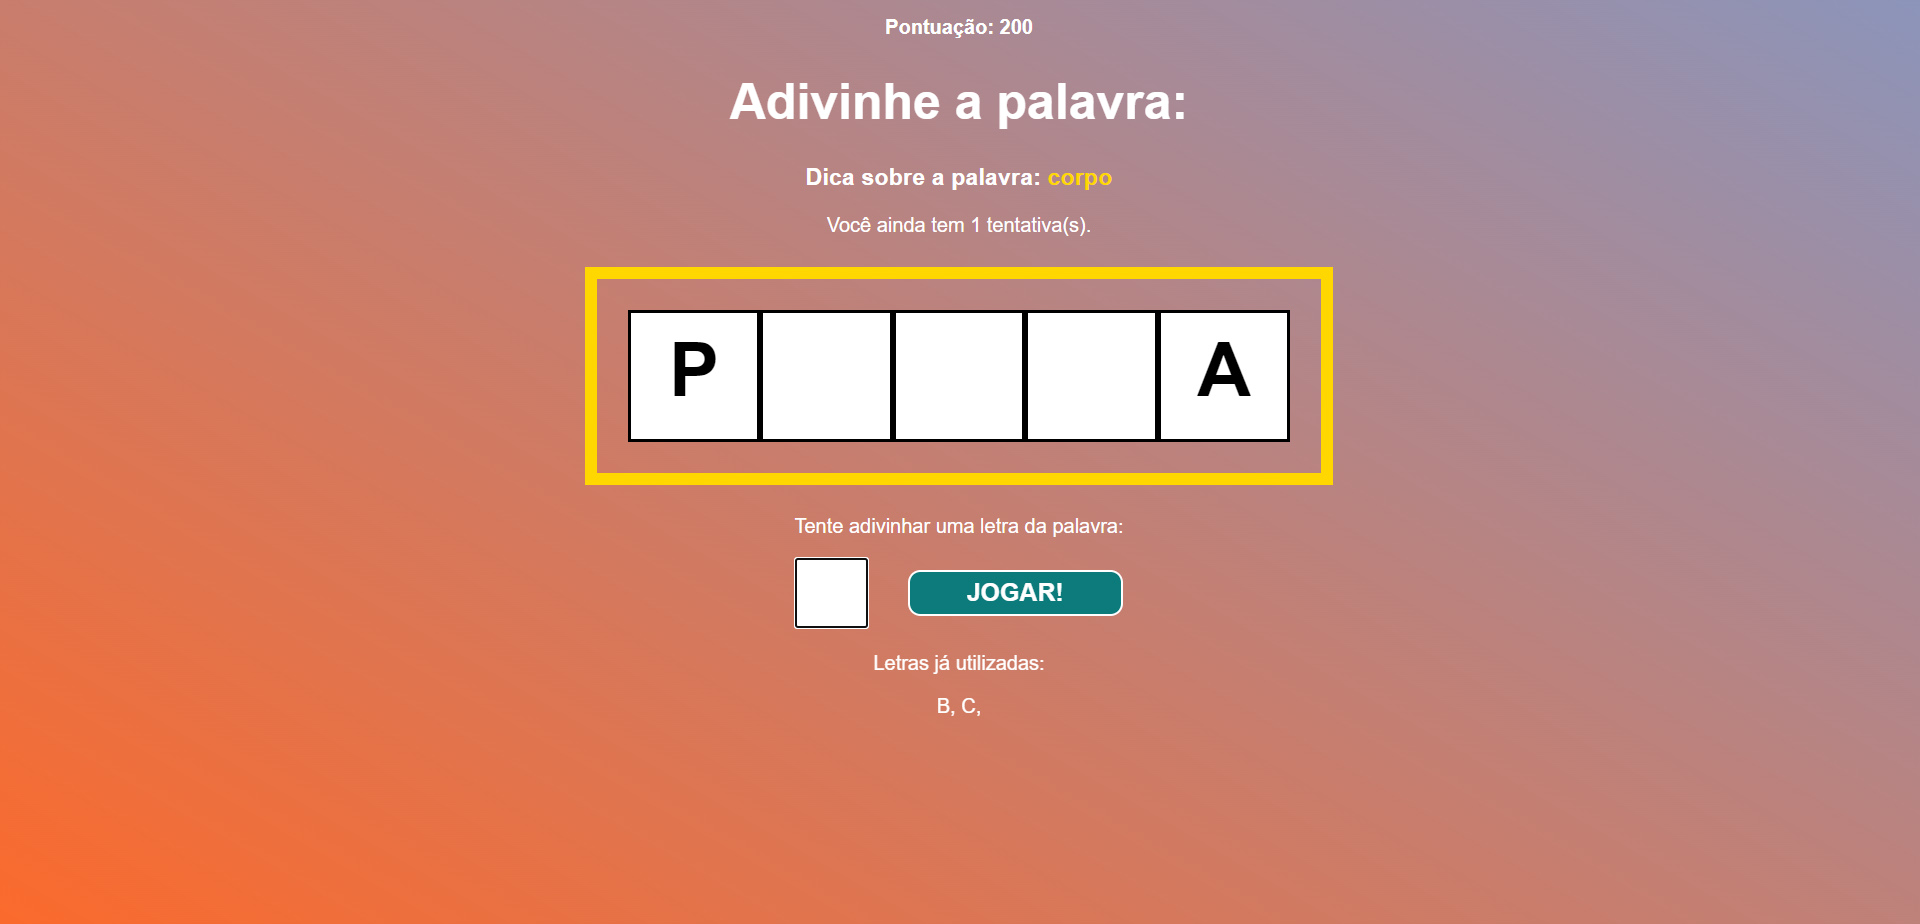 Pontuação: 200
Adivinhe a palavra:
Dica sobre a palavra: corpo
Você ainda tem 1 tentativa(s).
P A
Tente adivinhar uma letra da palavra:
JOGAR!
Letras já utilizadas:
B, C,